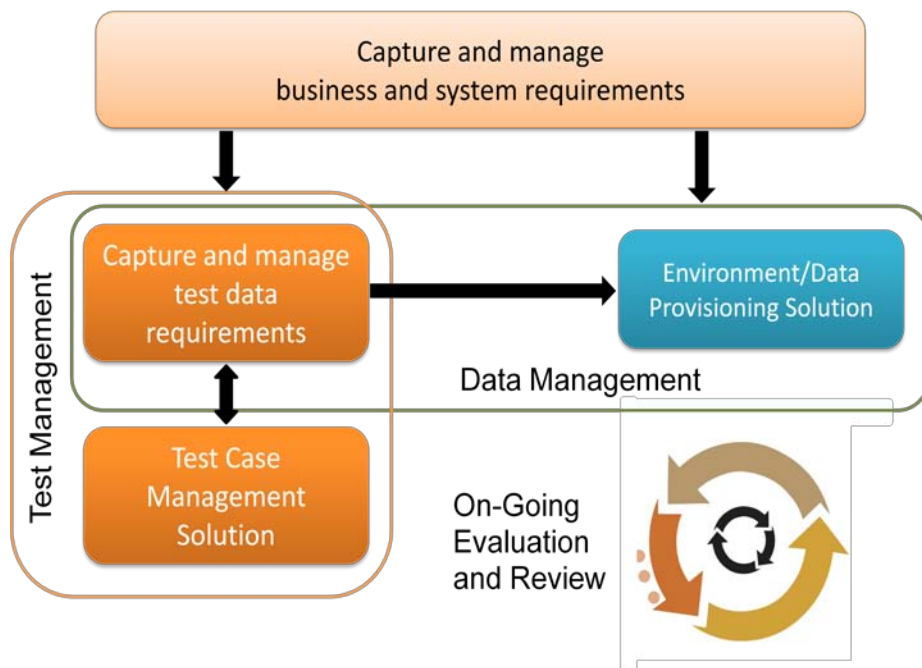 Capture and manage
business and system requirements
Test Management
Capture and manage
test data
requirements
Environment/Data
Provisioning Solution
Data Management
Test Case
Management
Solution
On-Going
Evaluation
and Review